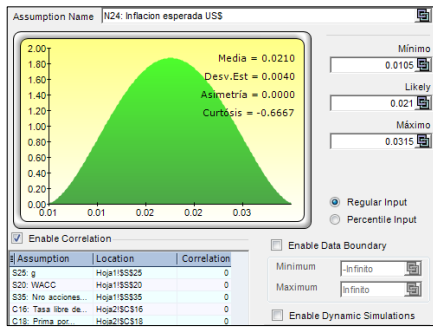 Assumption Name N24: Inflacion esperada US$
2.00
1.80
1.60
1.40
1.20
1.00
0.80
0.60
0.40
0.20
0.00
0.01 0.01 0.02 0.02 0.03
Media = 0.0210
Desv.Est = 0.0040
Asimetría = 0.0000
Curtósis = -0.6667
Mínimo
0.0105
Likely
0.021
Máximo
0.0315
Regular Input
Percentile Input
Enable Correlation
Assumption Location Correlation
S25: g Hoja1!$S$25 0
S20: WACC Hoja1!$S$20 0
S35: Nro acciones... Hoja1!$S$35 0
C16: Tasa libre de... Hoja2!$C$16 0
C18: Prima por... Hoja2!$C$18 0
Enable Data Boundary
Minimum -Infinito
Maximum Infinito
Enable Dynamic Simulations